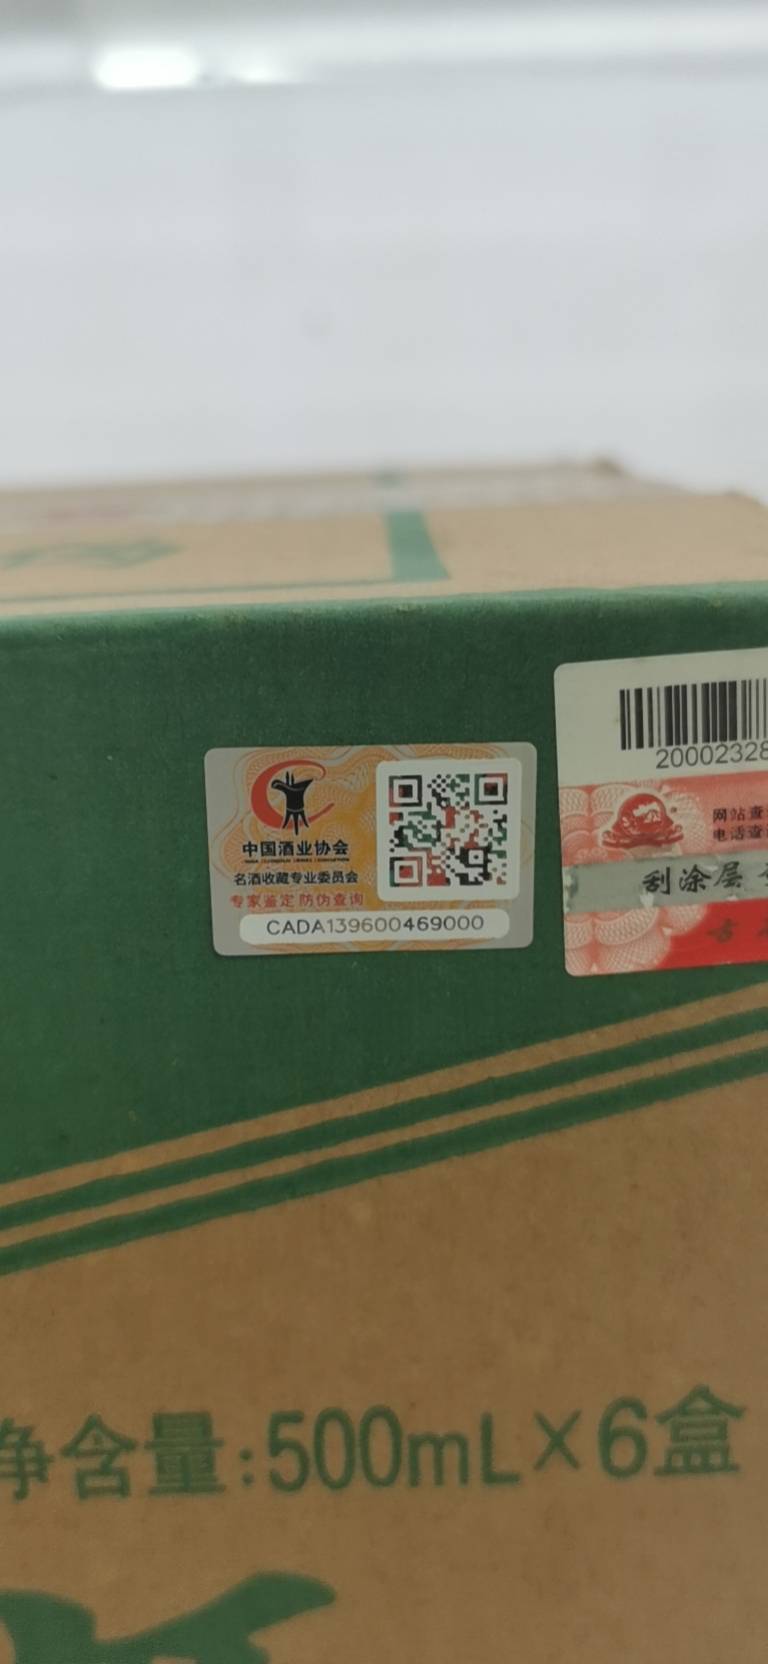 中国酒业协会
名酒收藏专业委员会
专家鉴定 防伪查询
CADA139600469000
20002328
网站查
电话查
刮涂层
净含量:500mL×6盒